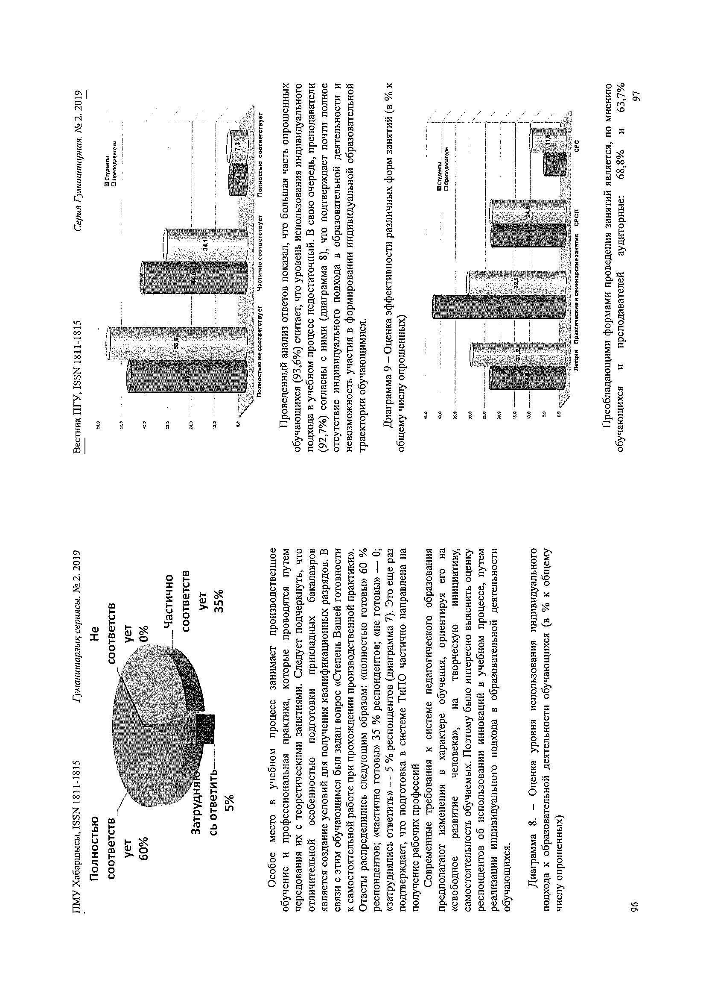 ПМУ Хабаршысы, ISSN 1811-1815 Гуманитарлық сериясы. № 2. 2019
Полностью
соответств
ует
60%
Не
соответств
ует
0%
Частично
соответств
ует
35%
Затрудняю
сь ответить
5%
Особое место в учебном процесс занимает производственное
обучение и профессиональная практика, которые проводятся путем
чередования их с теоретическими занятиями. Следует подчеркнуть, что
отличительной особенностью подготовки прикладных бакалавров
является создание условий для получения квалификационных разрядов. В
связи с этим обучающимся был задан вопрос «Степень Вашей готовности
к самостоятельной работе при прохождении производственной практики».
Ответы распределились следующим образом: «полностью готовы» 60 %
респондентов; «частично готовы» 35 % респондентов; «не готовы» — 0;
«затруднялись ответить» — 5 % респондентов (диаграмма 7). Это еще раз
подтверждает, что подготовка в системе ТиПО частично направлена на
получение рабочих профессий
Современные требования к системе педагогического образования
предполагают изменения в характере обучения, ориентируя его на
«свободное развитие человека», на творческую инициативу,
самостоятельность обучаемых. Поэтому было интересно выяснить оценку
респондентов об использовании инноваций в учебном процессе, путем
реализации индивидуального подхода в образовательной деятельности
обучающихся.
Диаграмма 8. – Оценка уровня использования индивидуального
подхода к образовательной деятельности обучающихся (в % к общему
числу опрошенных)
96
Вестник ПГУ, ISSN 1811-1815 Серия Гуманитарная. № 2. 2019
60,0
50,0
40,0
30,0
20,0
10,0
0,0
Студенты
Преподаватели
49,6
58,6
44,0
34,1
6,4
7,3
Полностью не соответствует Частично соответствует Полностью соответствует
Проведенный анализ ответов показал, что большая часть опрошенных
обучающихся (93,6%) считает, что уровень использования индивидуального
подхода в учебном процесс недостаточный. В свою очередь, преподаватели
(92,7%) согласны с ними (диаграмма 8), что подтверждает почти полное
отсутствие индивидуального подхода в образовательной деятельности и
невозможность участия в формировании индивидуальной образовательной
траектории обучающимися.
Диаграмма 9 – Оценка эффективности различных форм занятий (в % к
общему числу опрошенных)
45,0
40,0
35,0
30,0
25,0
20,0
15,0
10,0
5,0
0,0
Студенты
Преподаватели
24,8
31,2
44,0
32,5
24,4
24,8
6,8
11,5
Лекции Практические и семинарские занятия СРСП СРС
Преобладающими формами проведения занятий является, по мнению
обучающихся и преподавателей аудиторные: 68,8% и 63,7%
97